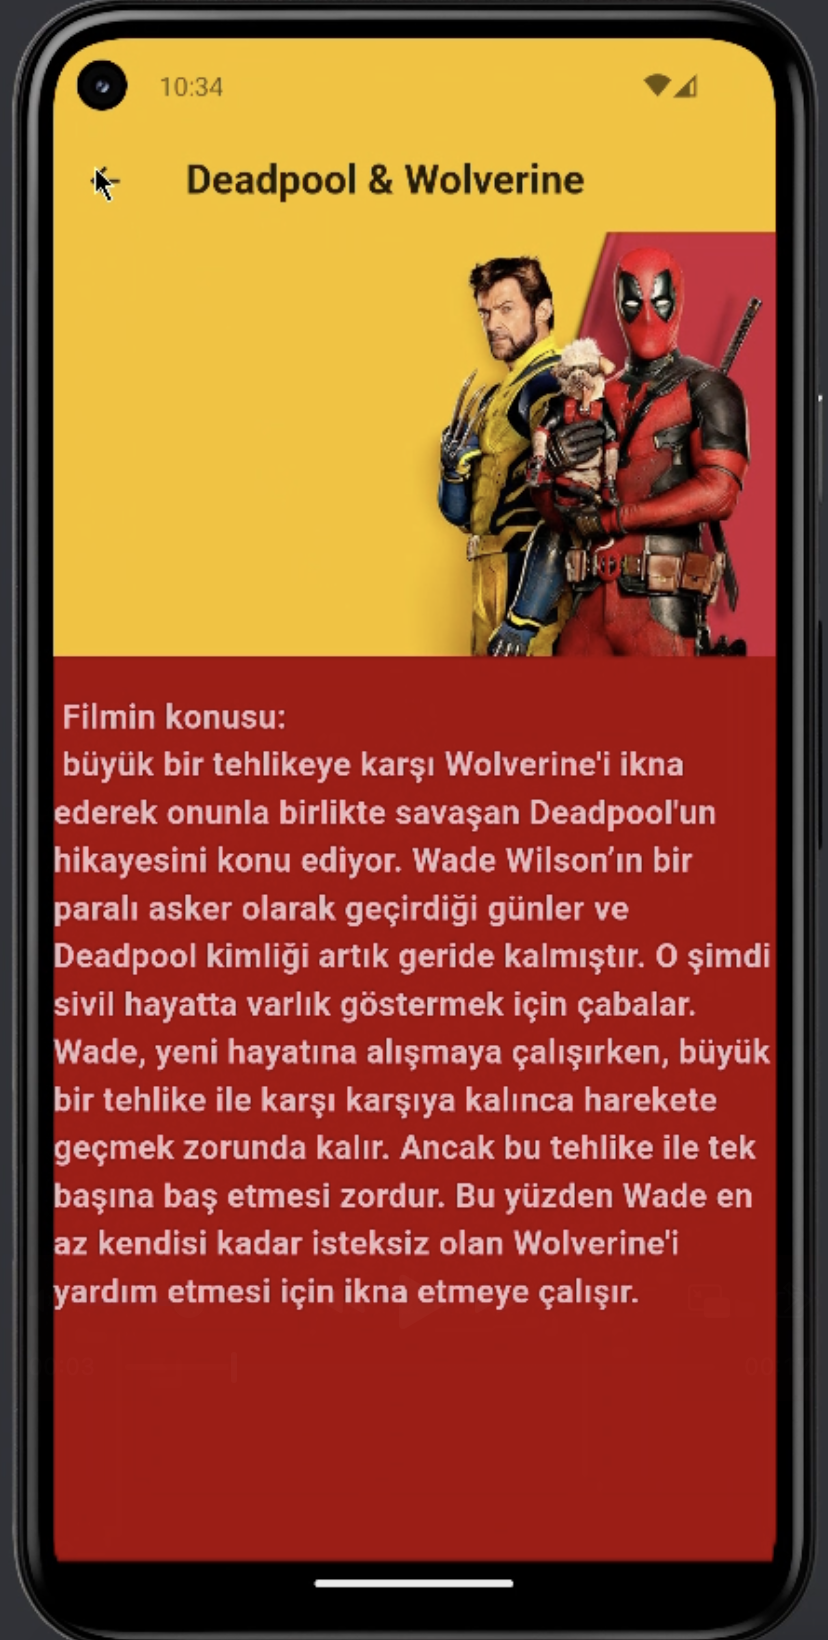 10:34
Deadpool & Wolverine
Filmin konusu:
büyük bir tehlikeye karşı Wolverine'i ikna
ederek onunla birlikte savaşan Deadpool'un
hikayesini konu ediyor. Wade Wilson’ın bir
paralı asker olarak geçirdiği günler ve
Deadpool kimliği artık geride kalmıştır. O şimdi
sivil hayatta varlık göstermek için çabalar.
Wade, yeni hayatına alışmaya çalışırken, büyük
bir tehlike ile karşı karşıya kalınca harekete
geçmek zorunda kalır. Ancak bu tehlike ile tek
başına baş etmesi zordur. Bu yüzden Wade en
az kendisi kadar isteksiz olan Wolverine'i
yardım etmesi için ikna etmeye çalışır.